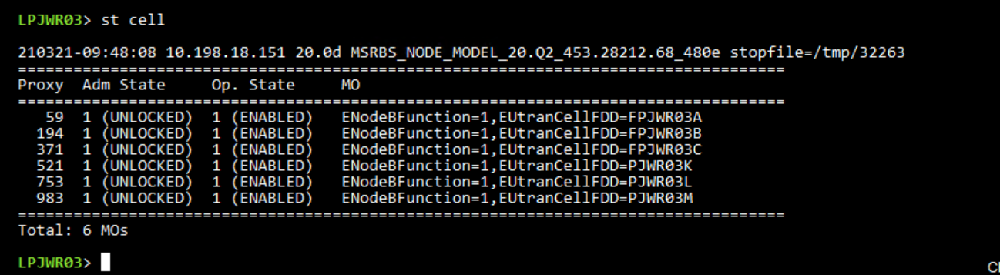 LPJWR03> st cell
210321-09:48:08 10.198.18.151 20.0d MSRBS_NODE_MODEL_20.Q2_453.28212.68_480e stopfile=/tmp/32263
===================================================================================
Proxy  Adm State     Op. State     MO
===================================================================================
   59  1 (UNLOCKED)  1 (ENABLED)   ENodeBFunction=1,EUtranCellFDD=FPJWR03A
  194  1 (UNLOCKED)  1 (ENABLED)   ENodeBFunction=1,EUtranCellFDD=FPJWR03B
  371  1 (UNLOCKED)  1 (ENABLED)   ENodeBFunction=1,EUtranCellFDD=FPJWR03C
  521  1 (UNLOCKED)  1 (ENABLED)   ENodeBFunction=1,EUtranCellFDD=PJWR03K
  753  1 (UNLOCKED)  1 (ENABLED)   ENodeBFunction=1,EUtranCellFDD=PJWR03L
  983  1 (UNLOCKED)  1 (ENABLED)   ENodeBFunction=1,EUtranCellFDD=PJWR03M
===================================================================================
Total: 6 MOs
LPJWR03>